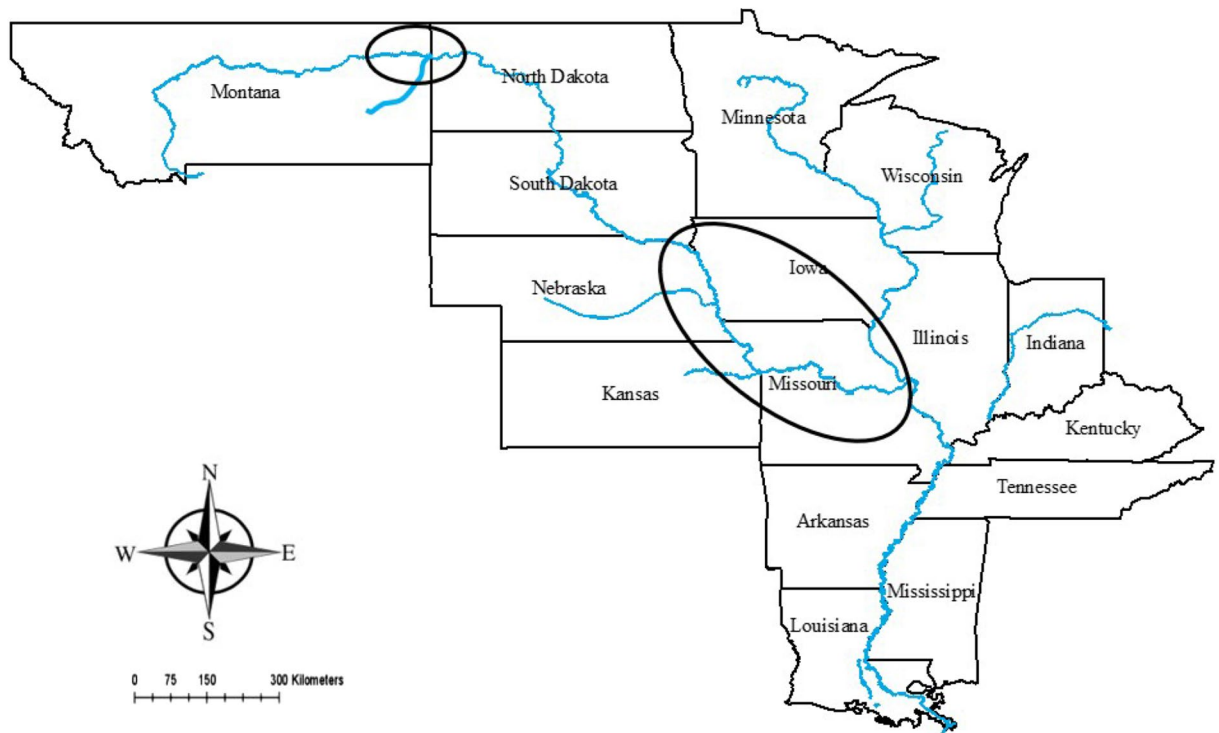 Montana
North Dakota
Minnesota
Wisconsin
South Dakota
Iowa
Nebraska
Illinois
Indiana
Missouri
Kansas
Kentucky
Tennessee
Arkansas
Mississippi
Louisiana
N
W E
S
0 75 150 300 Kilometers